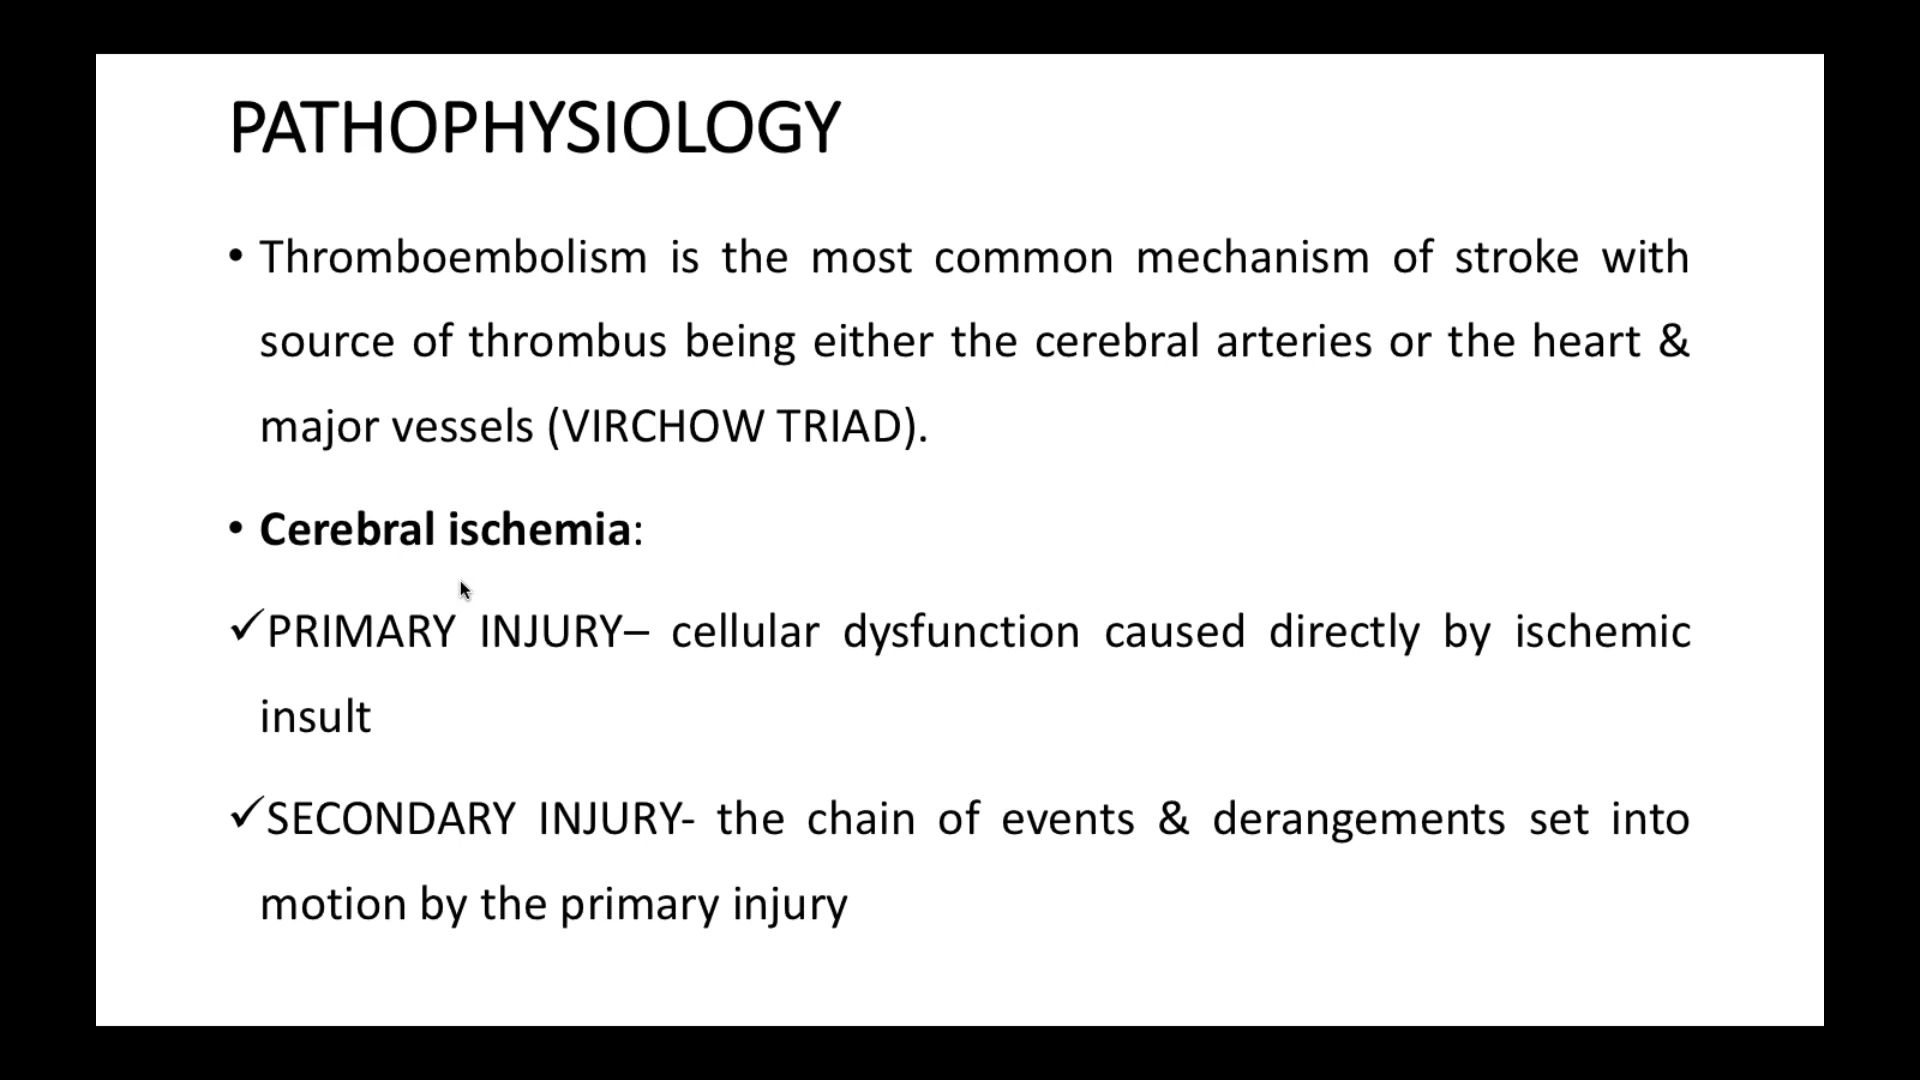 PATHOPHYSIOLOGY
• Thromboembolism is the most common mechanism of stroke with
source of thrombus being either the cerebral arteries or the heart &
major vessels (VIRCHOW TRIAD).
• Cerebral ischemia:
✓PRIMARY INJURY– cellular dysfunction caused directly by ischemic
insult
✓SECONDARY INJURY- the chain of events & derangements set into
motion by the primary injury